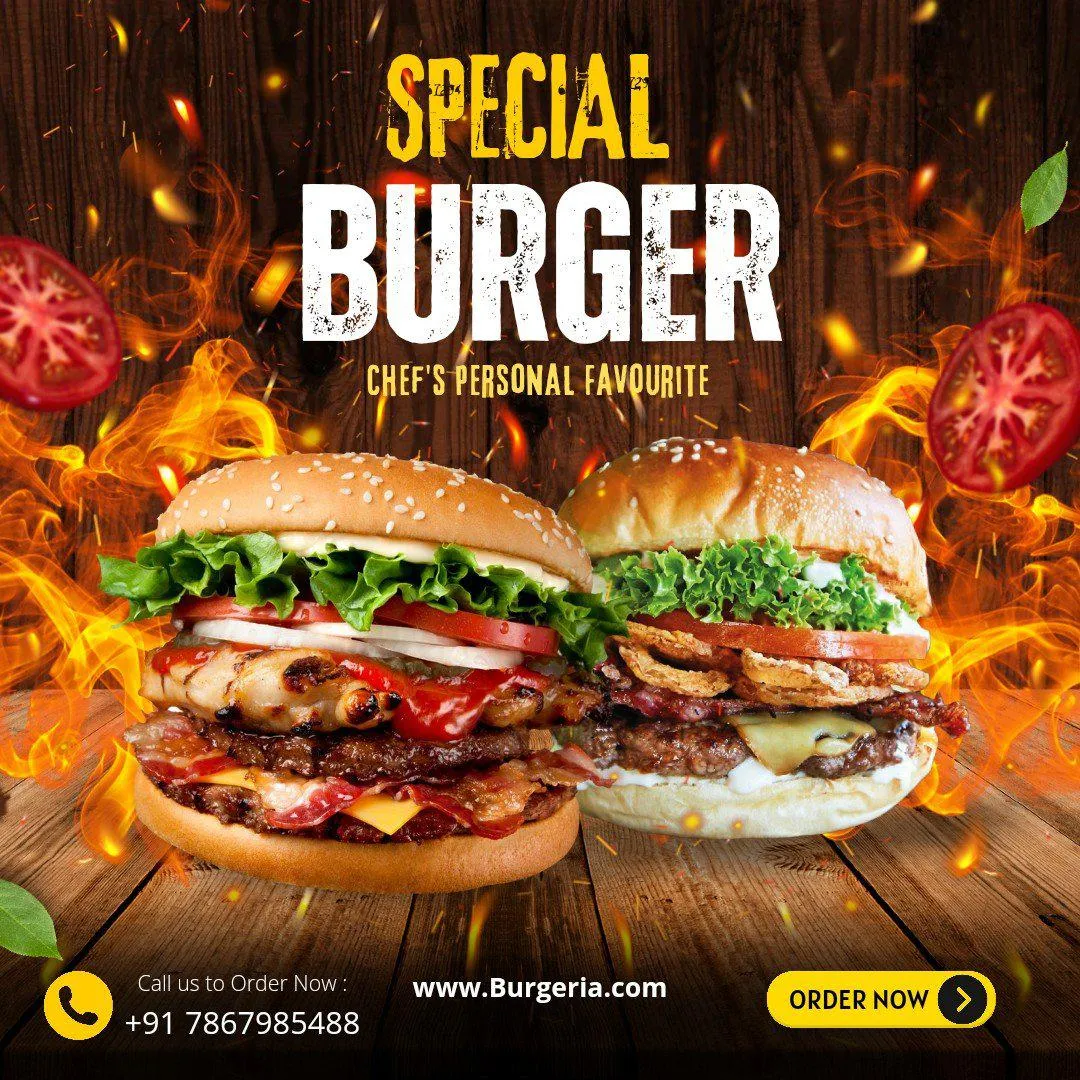 SPECIAL
BURGER
CHEF'S PERSONAL FAVOURITE
Call us to Order Now :
+91 7867985488
www.Burgeria.com
ORDER NOW